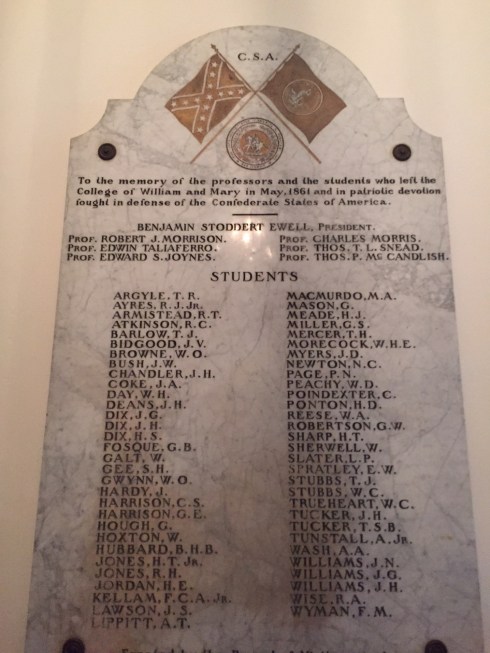 C.S.A.
To the memory of the professors and the students who left the
College of William and Mary in May, 1861 and in patriotic devotion
fought in defense of the Confederate States of America.
BENJAMIN STODDERT EWELL, PRESIDENT.
PROF. ROBERT J. MORRISON. PROF. CHARLES MORRIS.
PROF. EDWIN TALIAFERRO. PROF. THOS. T. L. SNEAD.
PROF. EDWARD S. JOYNES. PROF. THOS. P. McCANDLISH.
STUDENTS
ARGYLE, T. R.
AYRES, R. J. Jr.
ARMISTEAD, R.T.
ATKINSON, R.C.
BARLOW, T. J.
BIDGOOD, J.V.
BROWNE, W.O.
BUSH, J.W.
CHANDLER, J.H.
COKE, J.A.
DAY, W.H.
DEANS, J.H.
DIX, J.G.
DIX, J.H.
DIX, H.S.
FOSQUE, G.B.
GALT, W.
GEE, S.H.
GWYNN, W.O.
HARDY, J.
HARRISON, C.S.
HARRISON, G.E.
HOUGH, G.
HOXTON, W.
HUBBARD, B.H.B.
JONES, H.T. Jr.
JONES, R.H.
JORDAN, H.E.
KELLAM, F.C.A. Jr.
LAWSON, J.S.
LIPPITT, A.T.
MACMURDO, M.A.
MASON, G.
MEADE, H.J.
MILLER, G.S.
MERCER, T.H.
MORECOCK, W.H.E.
MYERS, J.D.
NEWTON, N.C.
PAGE, P.N.
PEACHY, W.D.
POINDEXTER, C.
PONTON, H.D.
REESE, W.A.
ROBERTSON, G.W.
SHARP, H.T.
SHERWELL, W.
SLATER, L.P.
SPRATLEY, E.W.
STUBBS, T.J.
STUBBS, W.C.
TRUEHEART, W.C.
TUCKER, J.H.
TUCKER, T.S.B.
TUNSTALL, A. Jr.
WASH, A.A.
WILLIAMS, J.N.
WILLIAMS, J.G.
WILLIAMS, J.H.
WISE, R.A.
WYMAN, F.M.